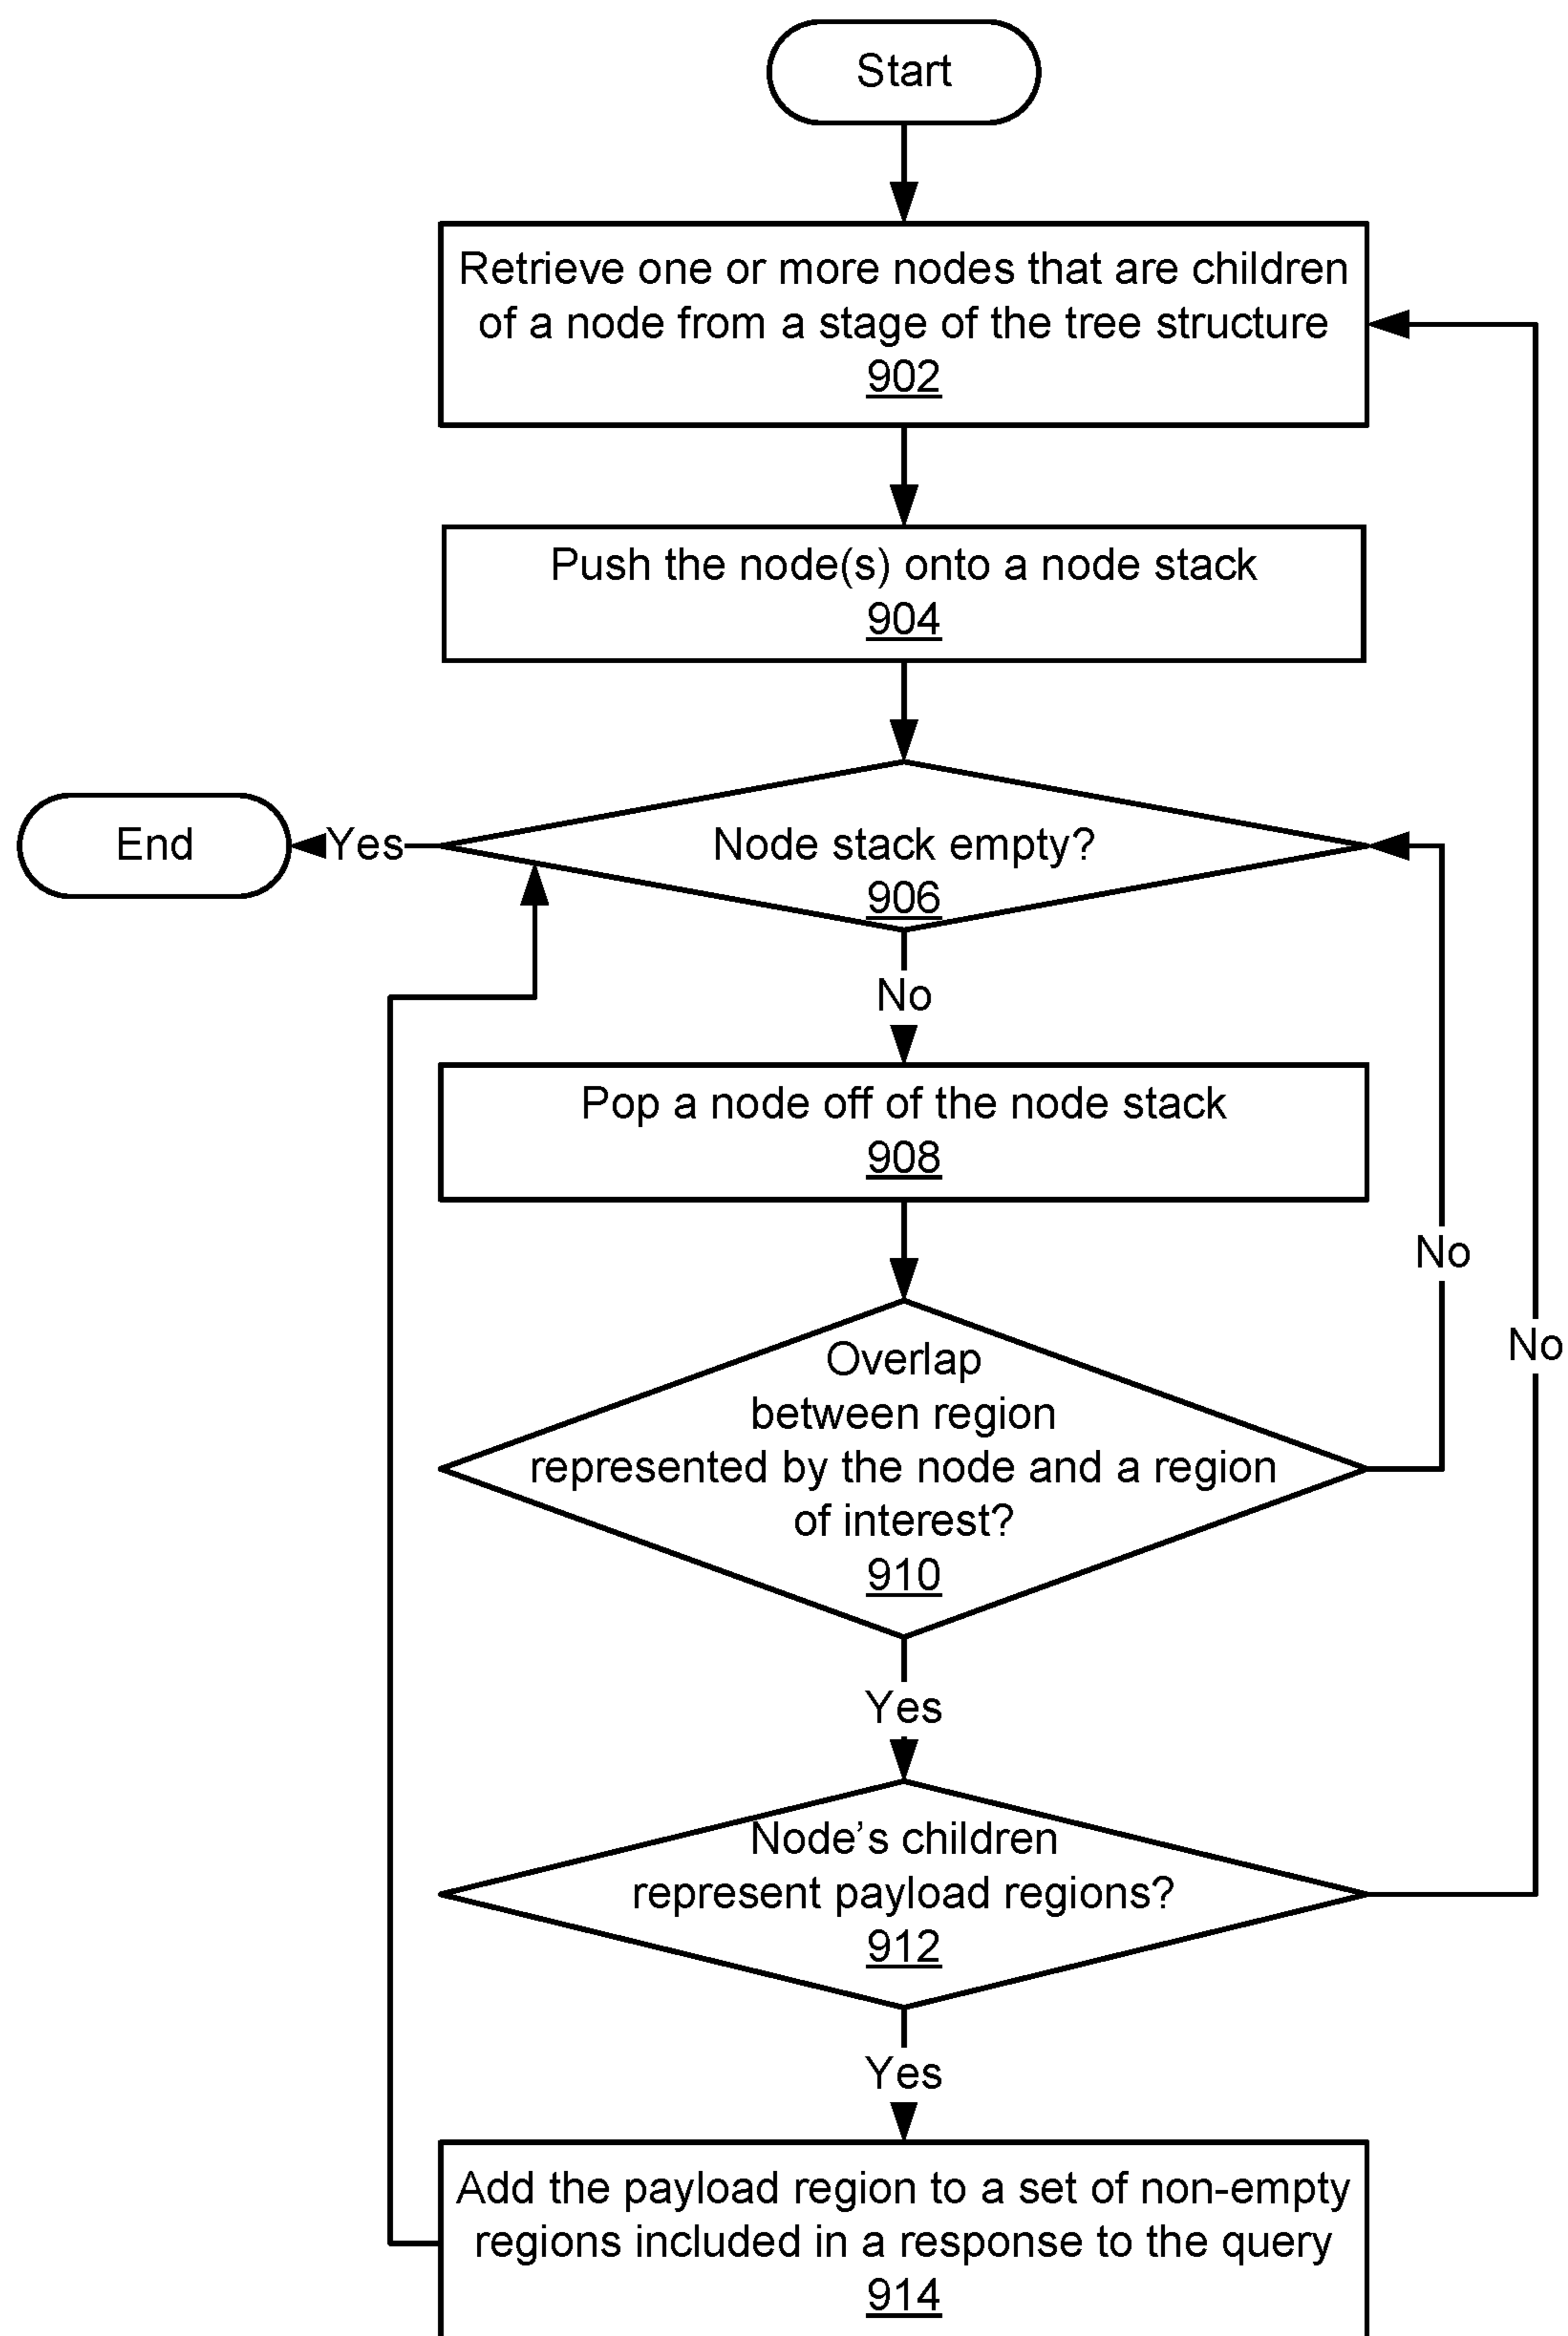 Start
Retrieve one or more nodes that are children
of a node from a stage of the tree structure
902
Push the node(s) onto a node stack
904
Node stack empty?
906
Yes
End
No
Pop a node off of the node stack
908
Overlap
between region
represented by the node and a region
of interest?
910
No
Yes
Node’s children
represent payload regions?
912
No
Yes
Add the payload region to a set of non-empty
regions included in a response to the query
914